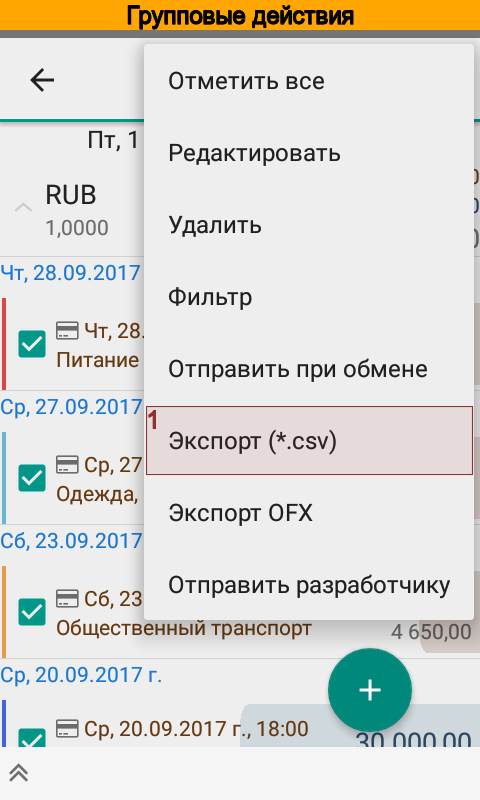 Групповые действия
Пт, 1
RUB
1,0000
Отметить все
Редактировать
Удалить
Фильтр
Отправить при обмене
1
Экспорт (*.csv)
Экспорт OFX
Отправить разработчику
Чт, 28.09.2017
Чт, 28.
Питание
Ср, 27.09.2017
Ср, 27
Одежда,
Сб, 23.09.2017
Сб, 23
Общественный транспорт
4 650,00
Ср, 20.09.2017 г.
Ср, 20.09.2017 г., 18:00
30 000,00